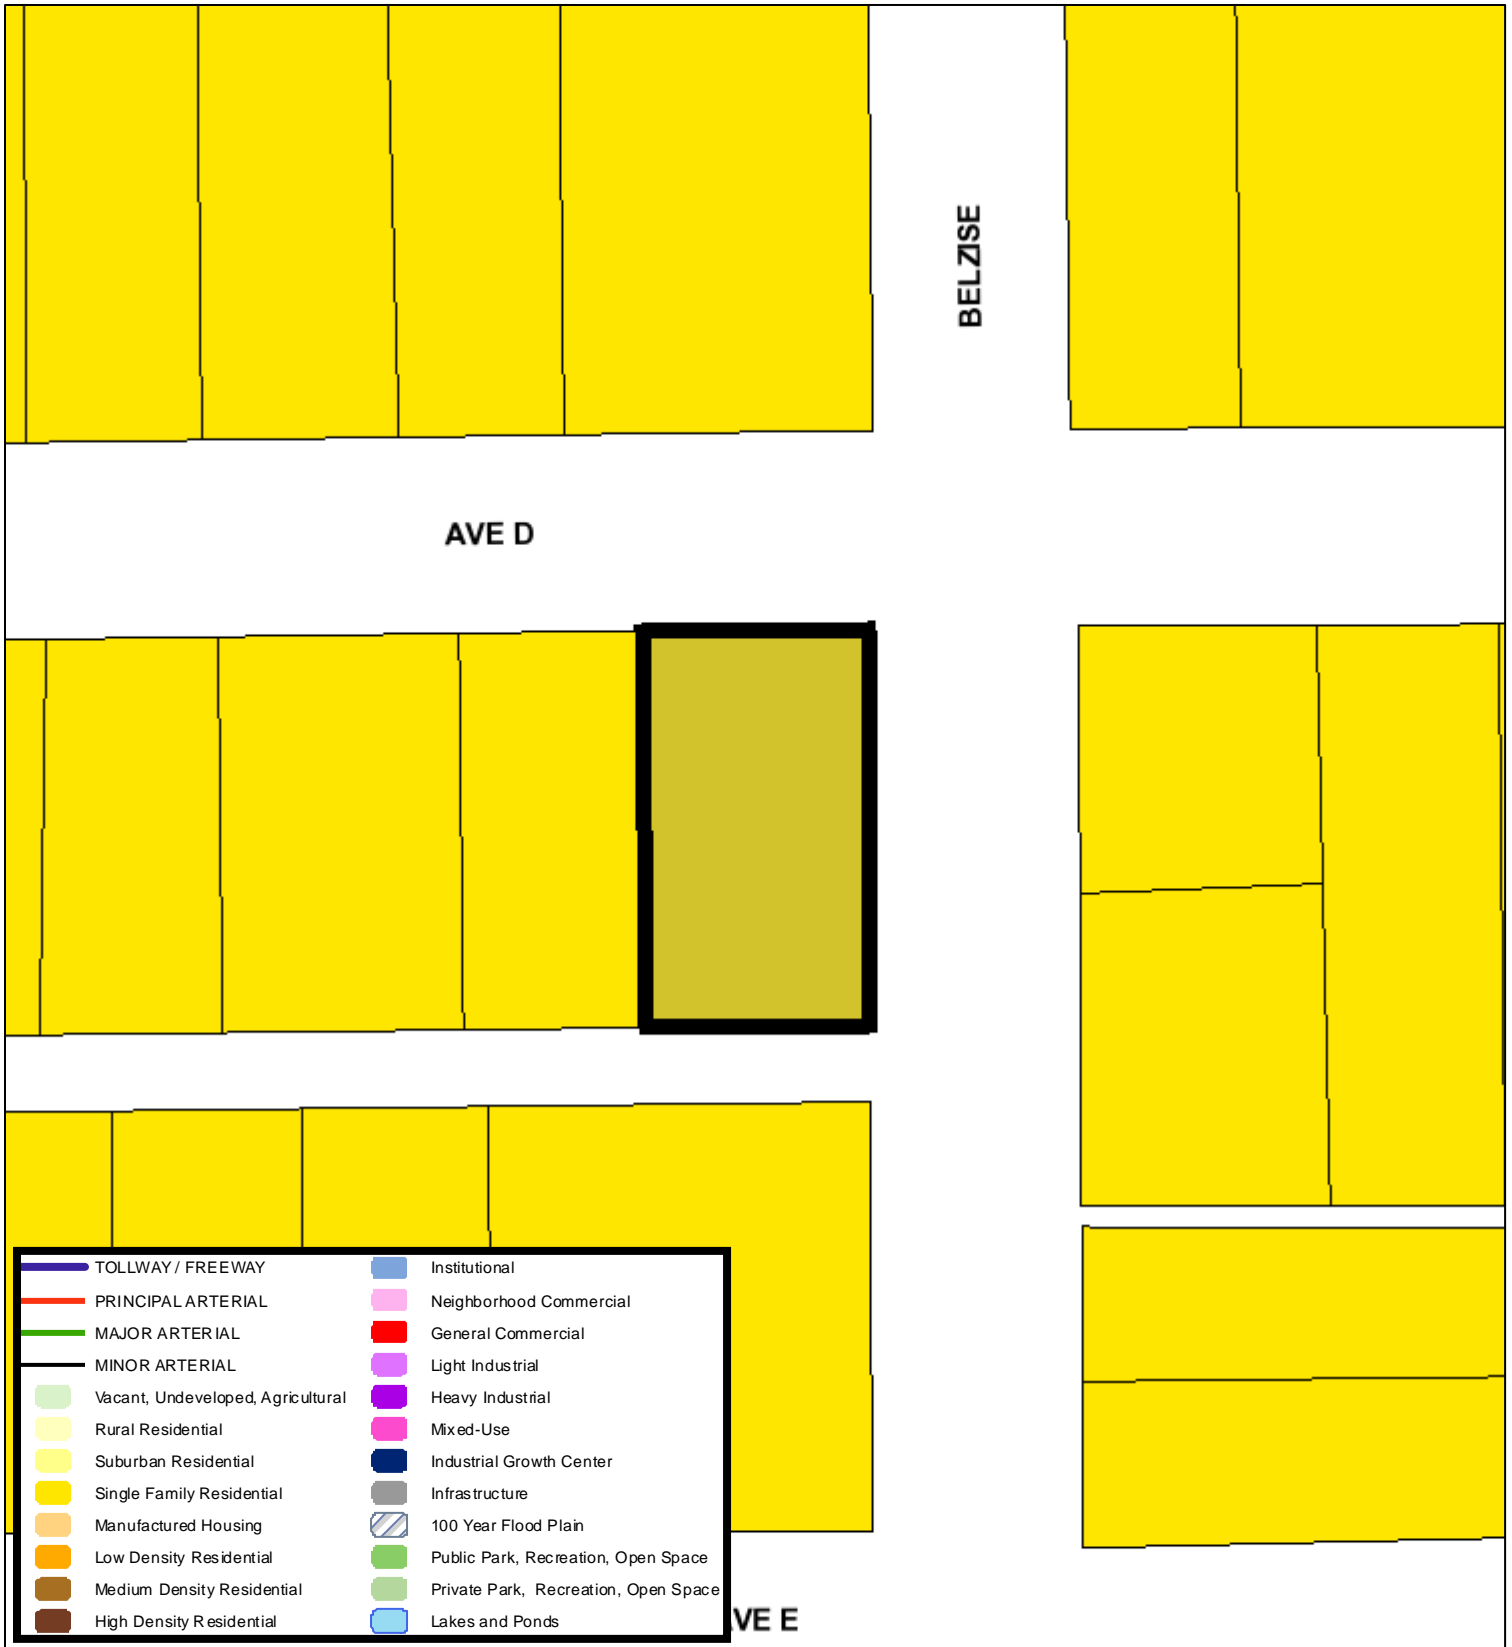 BELZISE
AVE D
TOLLWAY / FREEWAY
PRINCIPAL ARTERIAL
MAJOR ARTERIAL
MINOR ARTERIAL
Vacant, Undeveloped, Agricultural
Rural Residential
Suburban Residential
Single Family Residential
Manufactured Housing
Low Density Residential
Medium Density Residential
High Density Residential
Institutional
Neighborhood Commercial
General Commercial
Light Industrial
Heavy Industrial
Mixed-Use
Industrial Growth Center
Infrastructure
100 Year Flood Plain
Public Park, Recreation, Open Space
Private Park, Recreation, Open Space
Lakes and Ponds
VE E